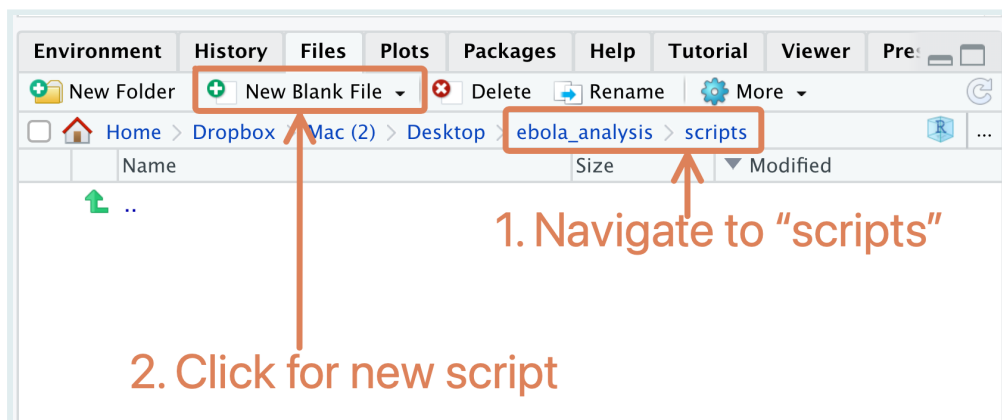 Environment History Files Plots Packages Help Tutorial Viewer Pres
New Folder New Blank File Delete Rename More
Home > Dropbox > Mac (2) > Desktop > ebola_analysis > scripts R ...
Name Size Modified
..
1. Navigate to “scripts”
2. Click for new script